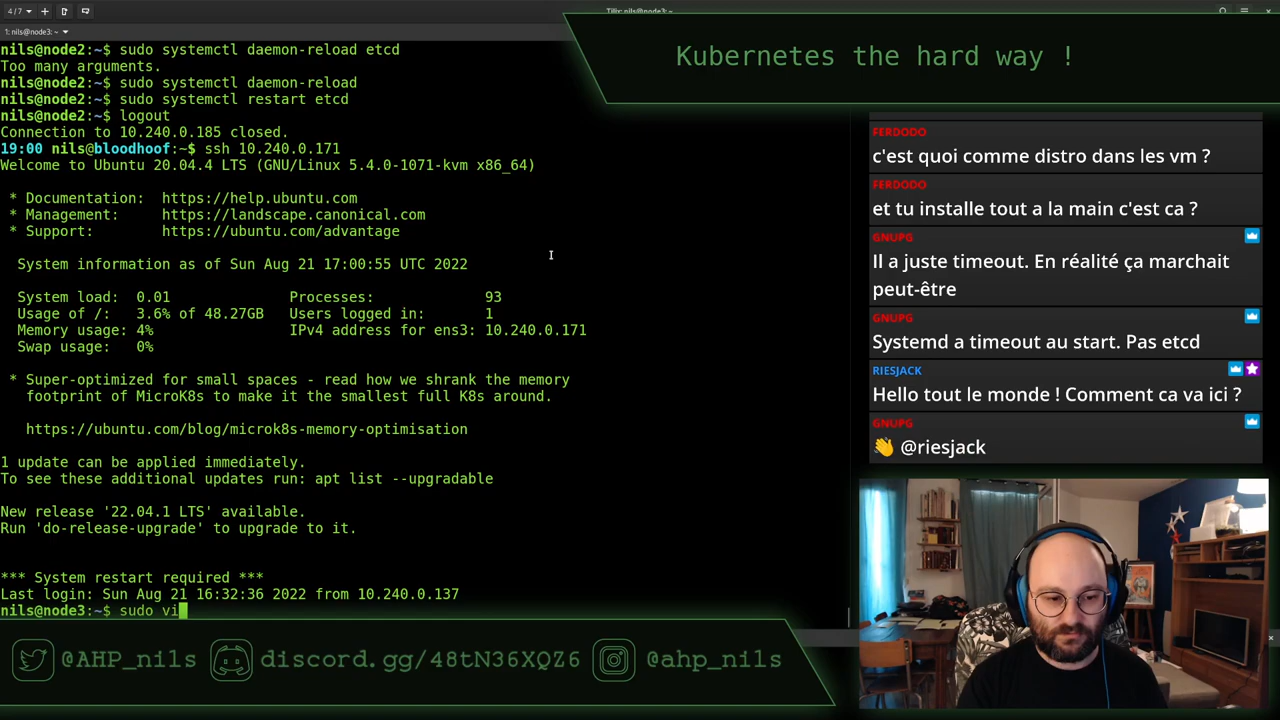 4/7
Tilix: nils@node3: ~
1: nils@node3: ~
nils@node2:~$ sudo systemctl daemon-reload etcd
Too many arguments.
nils@node2:~$ sudo systemctl daemon-reload
nils@node2:~$ sudo systemctl restart etcd
nils@node2:~$ logout
Connection to 10.240.0.185 closed.
19:00 nils@bloodhoof:~$ ssh 10.240.0.171
Welcome to Ubuntu 20.04.4 LTS (GNU/Linux 5.4.0-1071-kvm x86_64)
* Documentation:  https://help.ubuntu.com
* Management:     https://landscape.canonical.com
* Support:        https://ubuntu.com/advantage
System information as of Sun Aug 21 17:00:55 UTC 2022
System load:  0.01              Processes:             93
Usage of /:   3.6% of 48.27GB   Users logged in:       1
Memory usage: 4%                IPv4 address for ens3: 10.240.0.171
Swap usage:   0%
* Super-optimized for small spaces - read how we shrank the memory
footprint of MicroK8s to make it the smallest full K8s around.
https://ubuntu.com/blog/microk8s-memory-optimisation
1 update can be applied immediately.
To see these additional updates run: apt list --upgradable
New release '22.04.1 LTS' available.
Run 'do-release-upgrade' to upgrade to it.
*** System restart required ***
Last login: Sun Aug 21 16:32:36 2022 from 10.240.0.137
nils@node3:~$ sudo vi
Kubernetes the hard way !
FERDODO
c'est quoi comme distro dans les vm ?
FERDODO
et tu installe tout a la main c'est ca ?
GNUPG
Il a juste timeout. En réalité ça marchait
peut-être
GNUPG
Systemd a timeout au start. Pas etcd
RIESJACK
Hello tout le monde ! Comment ca va ici ?
GNUPG
👋 @riesjack
@AHP_nils
discord.gg/48tN36XQZ6
@ahp_nils